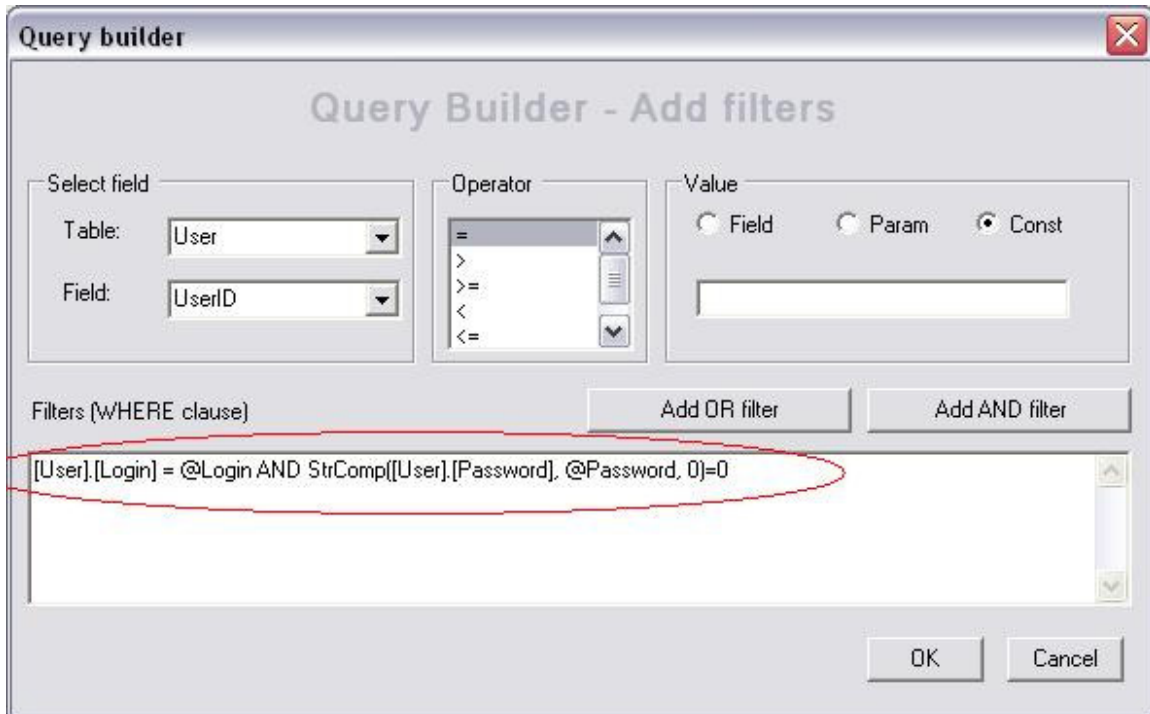 Query builder
Query Builder - Add filters
Select field
Table:
User
Field:
UserID
Operator
=
>
>=
<
<=
Value
Field
Param
Const
Filters (WHERE clause)
Add OR filter
Add AND filter
[User].[Login] = @Login AND StrComp([User].[Password], @Password, 0)=0
OK
Cancel